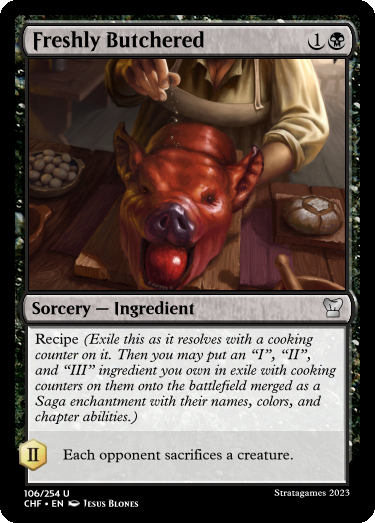 Freshly Butchered 1
Sorcery — Ingredient
Recipe (Exile this as it resolves with a cooking
counter on it. Then you may put an “I”, “II”,
and “III” ingredient you own in exile with cooking
counters on them onto the battlefield merged as a
Saga enchantment with their names, colors, and
chapter abilities.)
II Each opponent sacrifices a creature.
106/254 U Stratagames 2023
CHF • EN Jesus Blones